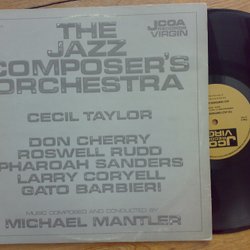 THE
JAZZ
COMPOSER'S
ORCHESTRA
JCOA
RECORDS
VIRGIN
CECIL TAYLOR
DON CHERRY
ROSWELL RUDD
PHAROAH SANDERS
LARRY CORYELL
GATO BARBIERI
MUSIC COMPOSED AND CONDUCTED BY
MICHAEL MANTLER
JCOA
VIRGIN